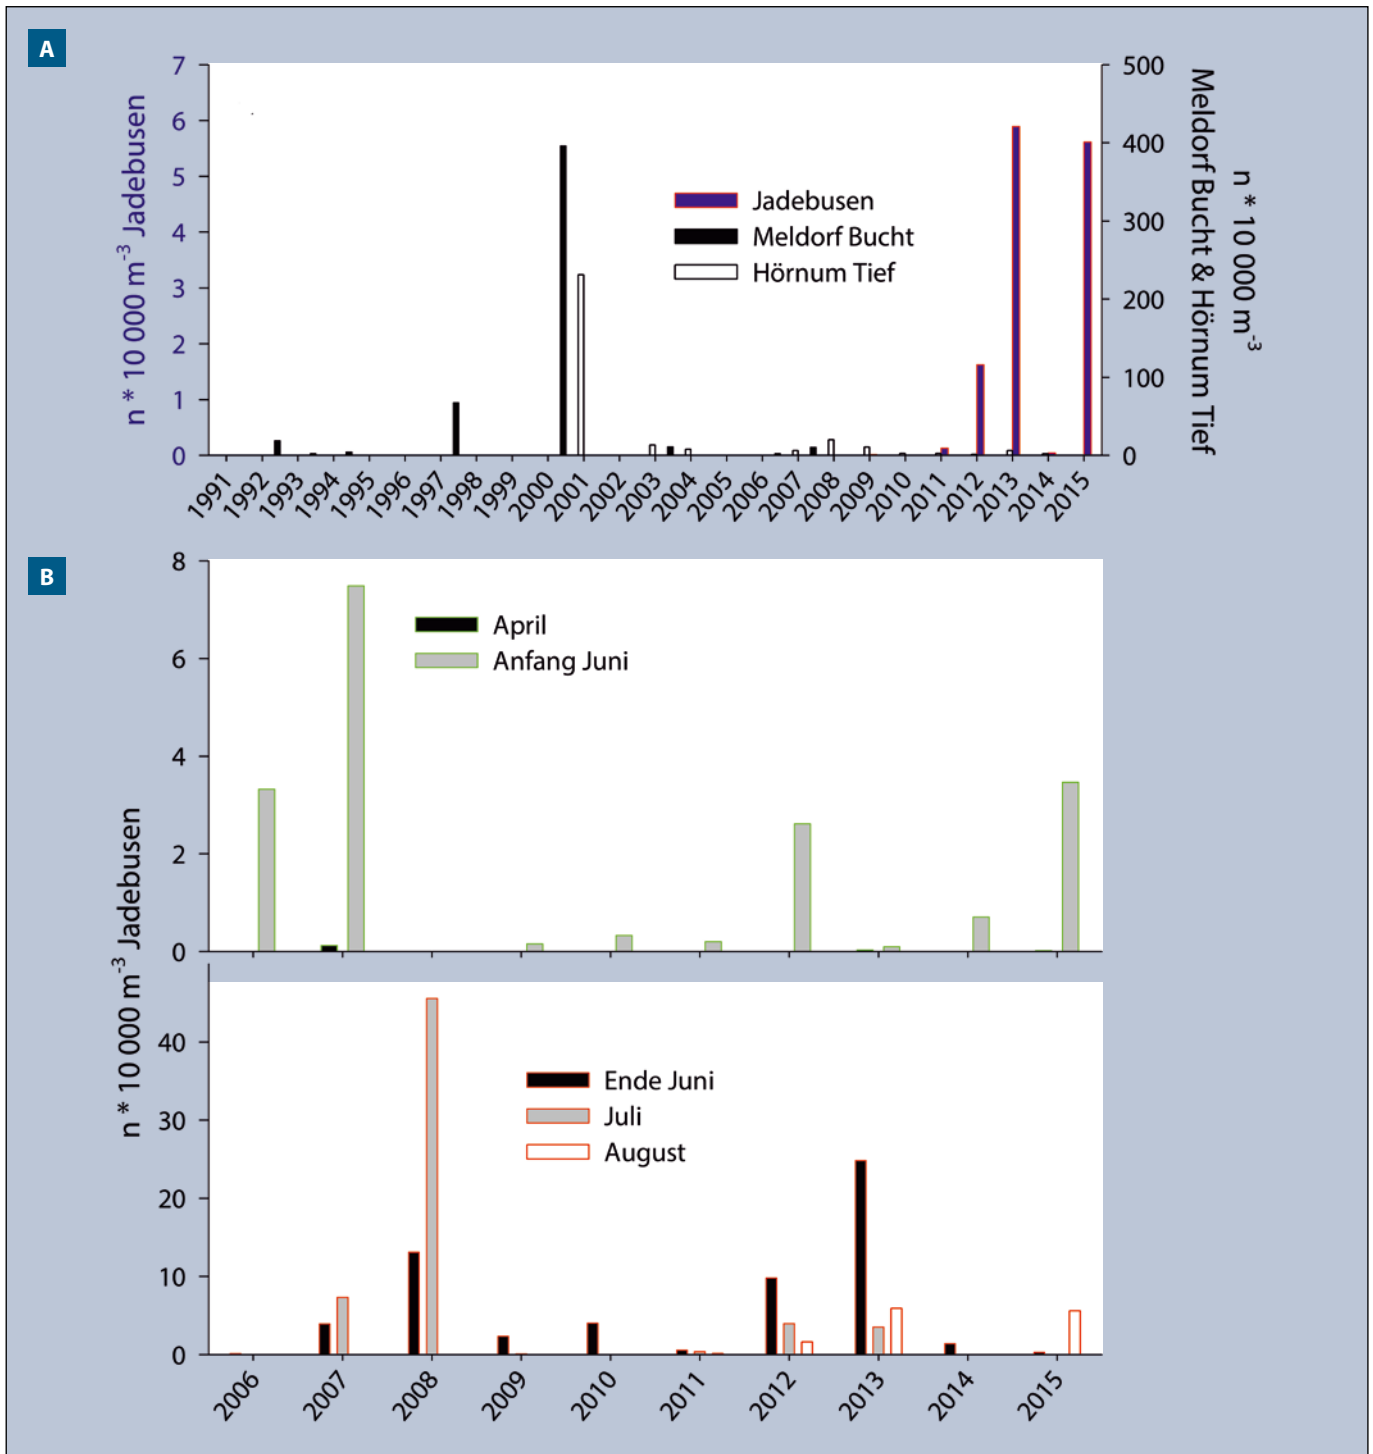 A
n * 10 000 m-3 Jadebusen
7
6
5
4
3
2
1
0
500
400
300
200
100
0
Meldorf Bucht & Hörnum Tief
n * 10 000 m-3
Jadebusen
Meldorf Bucht
Hörnum Tief
1991 1992 1993 1994 1995 1996 1997 1998 1999 2000 2001 2002 2003 2004 2005 2006 2007 2008 2009 2010 2011 2012 2013 2014 2015
B
n * 10 000 m-3 Jadebusen
8
6
4
2
0
April
Anfang Juni
40
30
20
10
0
Ende Juni
Juli
August
2006 2007 2008 2009 2010 2011 2012 2013 2014 2015